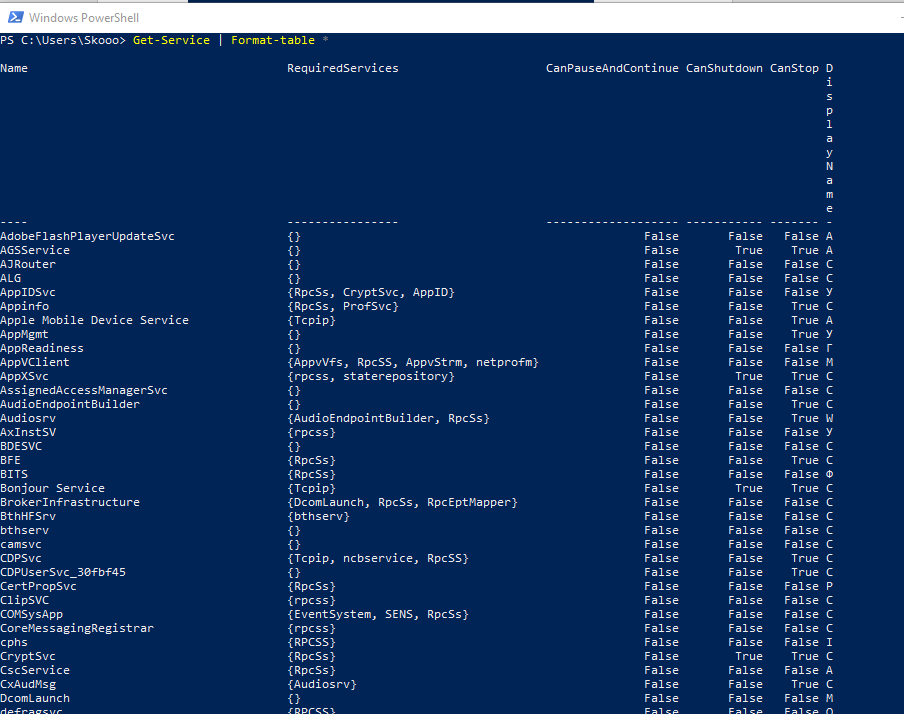 Windows PowerShell
PS C:\Users\Skooo> Get-Service | Format-table *
Name RequiredServices CanPauseAndContinue CanShutdown CanStop D
i
s
p
l
a
y
N
a
m
e
---- ---------------- ------------------- ----------- ------- -
AdobeFlashPlayerUpdateSvc {} False False False A
AGSService {} False True True A
AJRouter {} False False False С
ALG {} False False False С
AppIDSvc {RpcSs, CryptSvc, AppID} False False False У
Appinfo {RpcSs, ProfSvc} False False True С
Apple Mobile Device Service {Tcpip} False False True A
AppMgmt {} False False True У
AppReadiness {} False False False Г
AppVClient {AppvVfs, RpcSS, AppvStrm, netprofm} False False False M
AppXSvc {rpcss, staterepository} False True True С
AssignedAccessManagerSvc {} False False False С
AudioEndpointBuilder {} False False True С
Audiosrv {AudioEndpointBuilder, RpcSs} False False True W
AxInstSV {rpcss} False False False У
BDESVC {} False False False С
BFE {RpcSs} False False True С
BITS {RpcSs} False False False Ф
Bonjour Service {Tcpip} False True True С
BrokerInfrastructure {DcomLaunch, RpcSs, RpcEptMapper} False False False С
BthHFSrv {bthserv} False False False С
bthserv {} False False False С
camsvc {} False False False С
CDPSvc {Tcpip, ncbservice, RpcSS} False False True С
CDPUserSvc_30fbf45 {} False False True С
CertPropSvc {RpcSs} False False False Р
ClipSVC {rpcss} False False False С
COMSysApp {EventSystem, SENS, RpcSs} False False False С
CoreMessagingRegistrar {rpcss} False False False C
cphs {RPCSS} False False False I
CryptSvc {RpcSs} False True True С
CscService {RpcSs} False False False А
CxAudMsg {Audiosrv} False False True C
DcomLaunch {} False False False М
defragsvc {RPCSS} False False False О